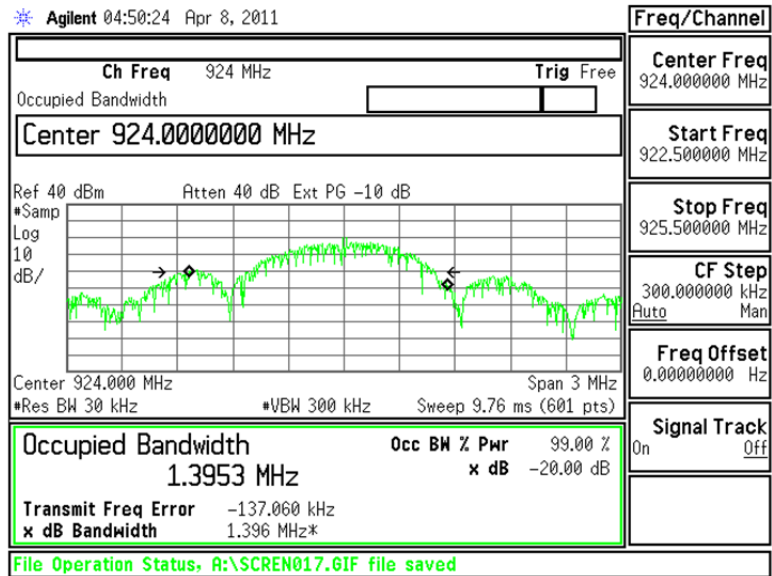 Agilent 04:50:24 Apr 8, 2011
Freq/Channel
Ch Freq 924 MHz Trig Free
Occupied Bandwidth
Center 924.0000000 MHz
Ref 40 dBm Atten 40 dB Ext PG -10 dB
#Samp
Log
10
dB/
Center 924.000 MHz Span 3 MHz
#Res BW 30 kHz #VBW 300 kHz Sweep 9.76 ms (601 pts)
Occupied Bandwidth Occ BW % Pwr 99.00 %
1.3953 MHz x dB -20.00 dB
Transmit Freq Error -137.060 kHz
x dB Bandwidth 1.396 MHz*
File Operation Status, A:\SCREN017.GIF file saved
Center Freq
924.000000 MHz
Start Freq
922.500000 MHz
Stop Freq
925.500000 MHz
CF Step
300.000000 kHz
Auto Man
Freq Offset
0.00000000 Hz
Signal Track
On Off